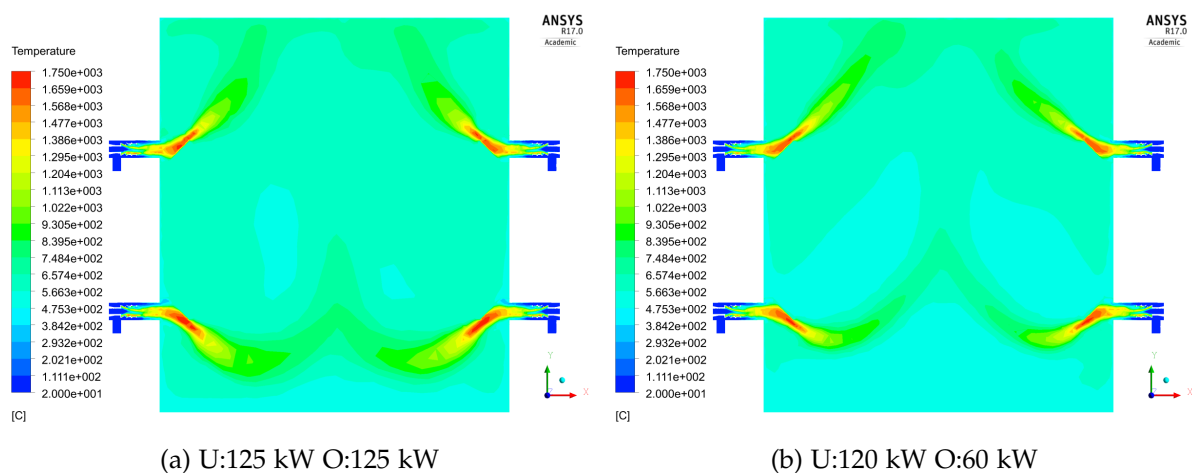 ANSYS
R17.0
Academic
Temperature
1.750e+003
1.659e+003
1.568e+003
1.477e+003
1.386e+003
1.295e+003
1.204e+003
1.113e+003
1.022e+003
9.305e+002
8.395e+002
7.484e+002
6.574e+002
5.663e+002
4.753e+002
3.842e+002
2.932e+002
2.021e+002
1.111e+002
2.000e+001
[C]
Y
Z
X
(a) U:125 kW O:125 kW
ANSYS
R17.0
Academic
Temperature
1.750e+003
1.659e+003
1.568e+003
1.477e+003
1.386e+003
1.295e+003
1.204e+003
1.113e+003
1.022e+003
9.305e+002
8.395e+002
7.484e+002
6.574e+002
5.663e+002
4.753e+002
3.842e+002
2.932e+002
2.021e+002
1.111e+002
2.000e+001
[C]
Y
Z
X
(b) U:120 kW O:60 kW